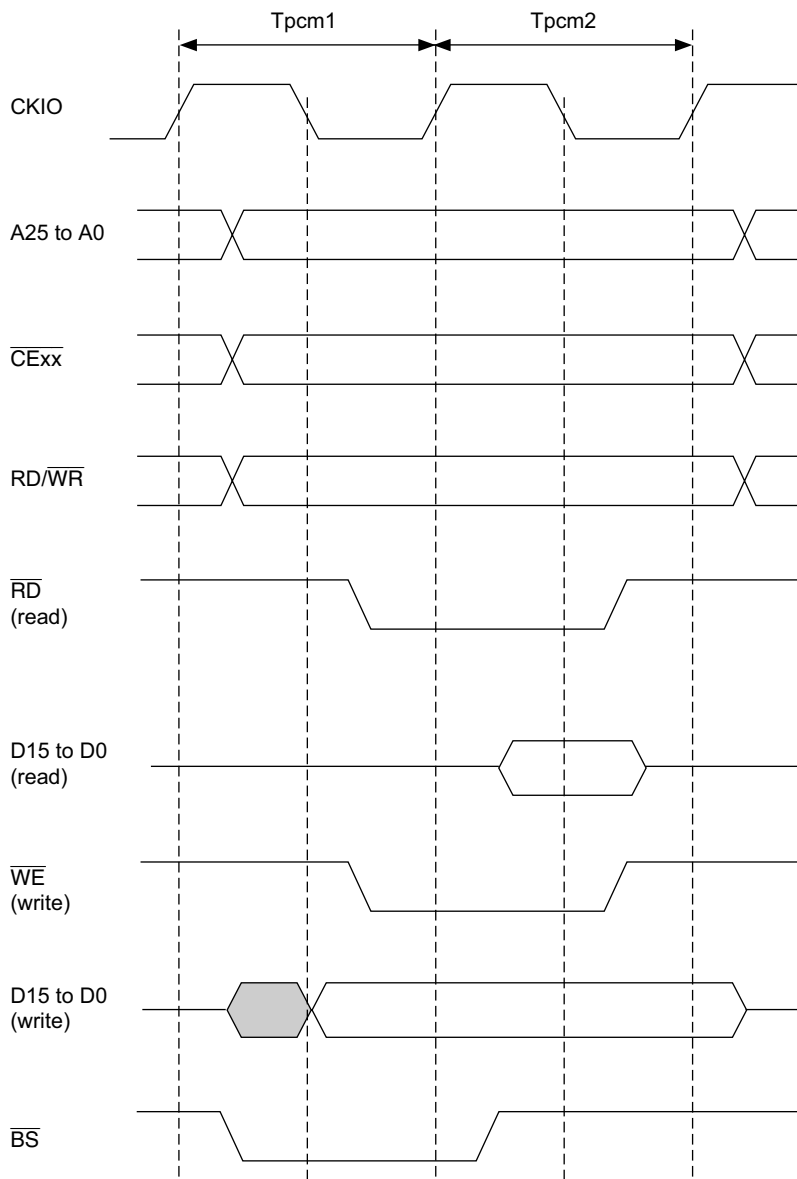 Tpcm1 Tpcm2
CKIO
A25 to A0
CExx
RD/WR
RD
(read)
D15 to D0
(read)
WE
(write)
D15 to D0
(write)
BS